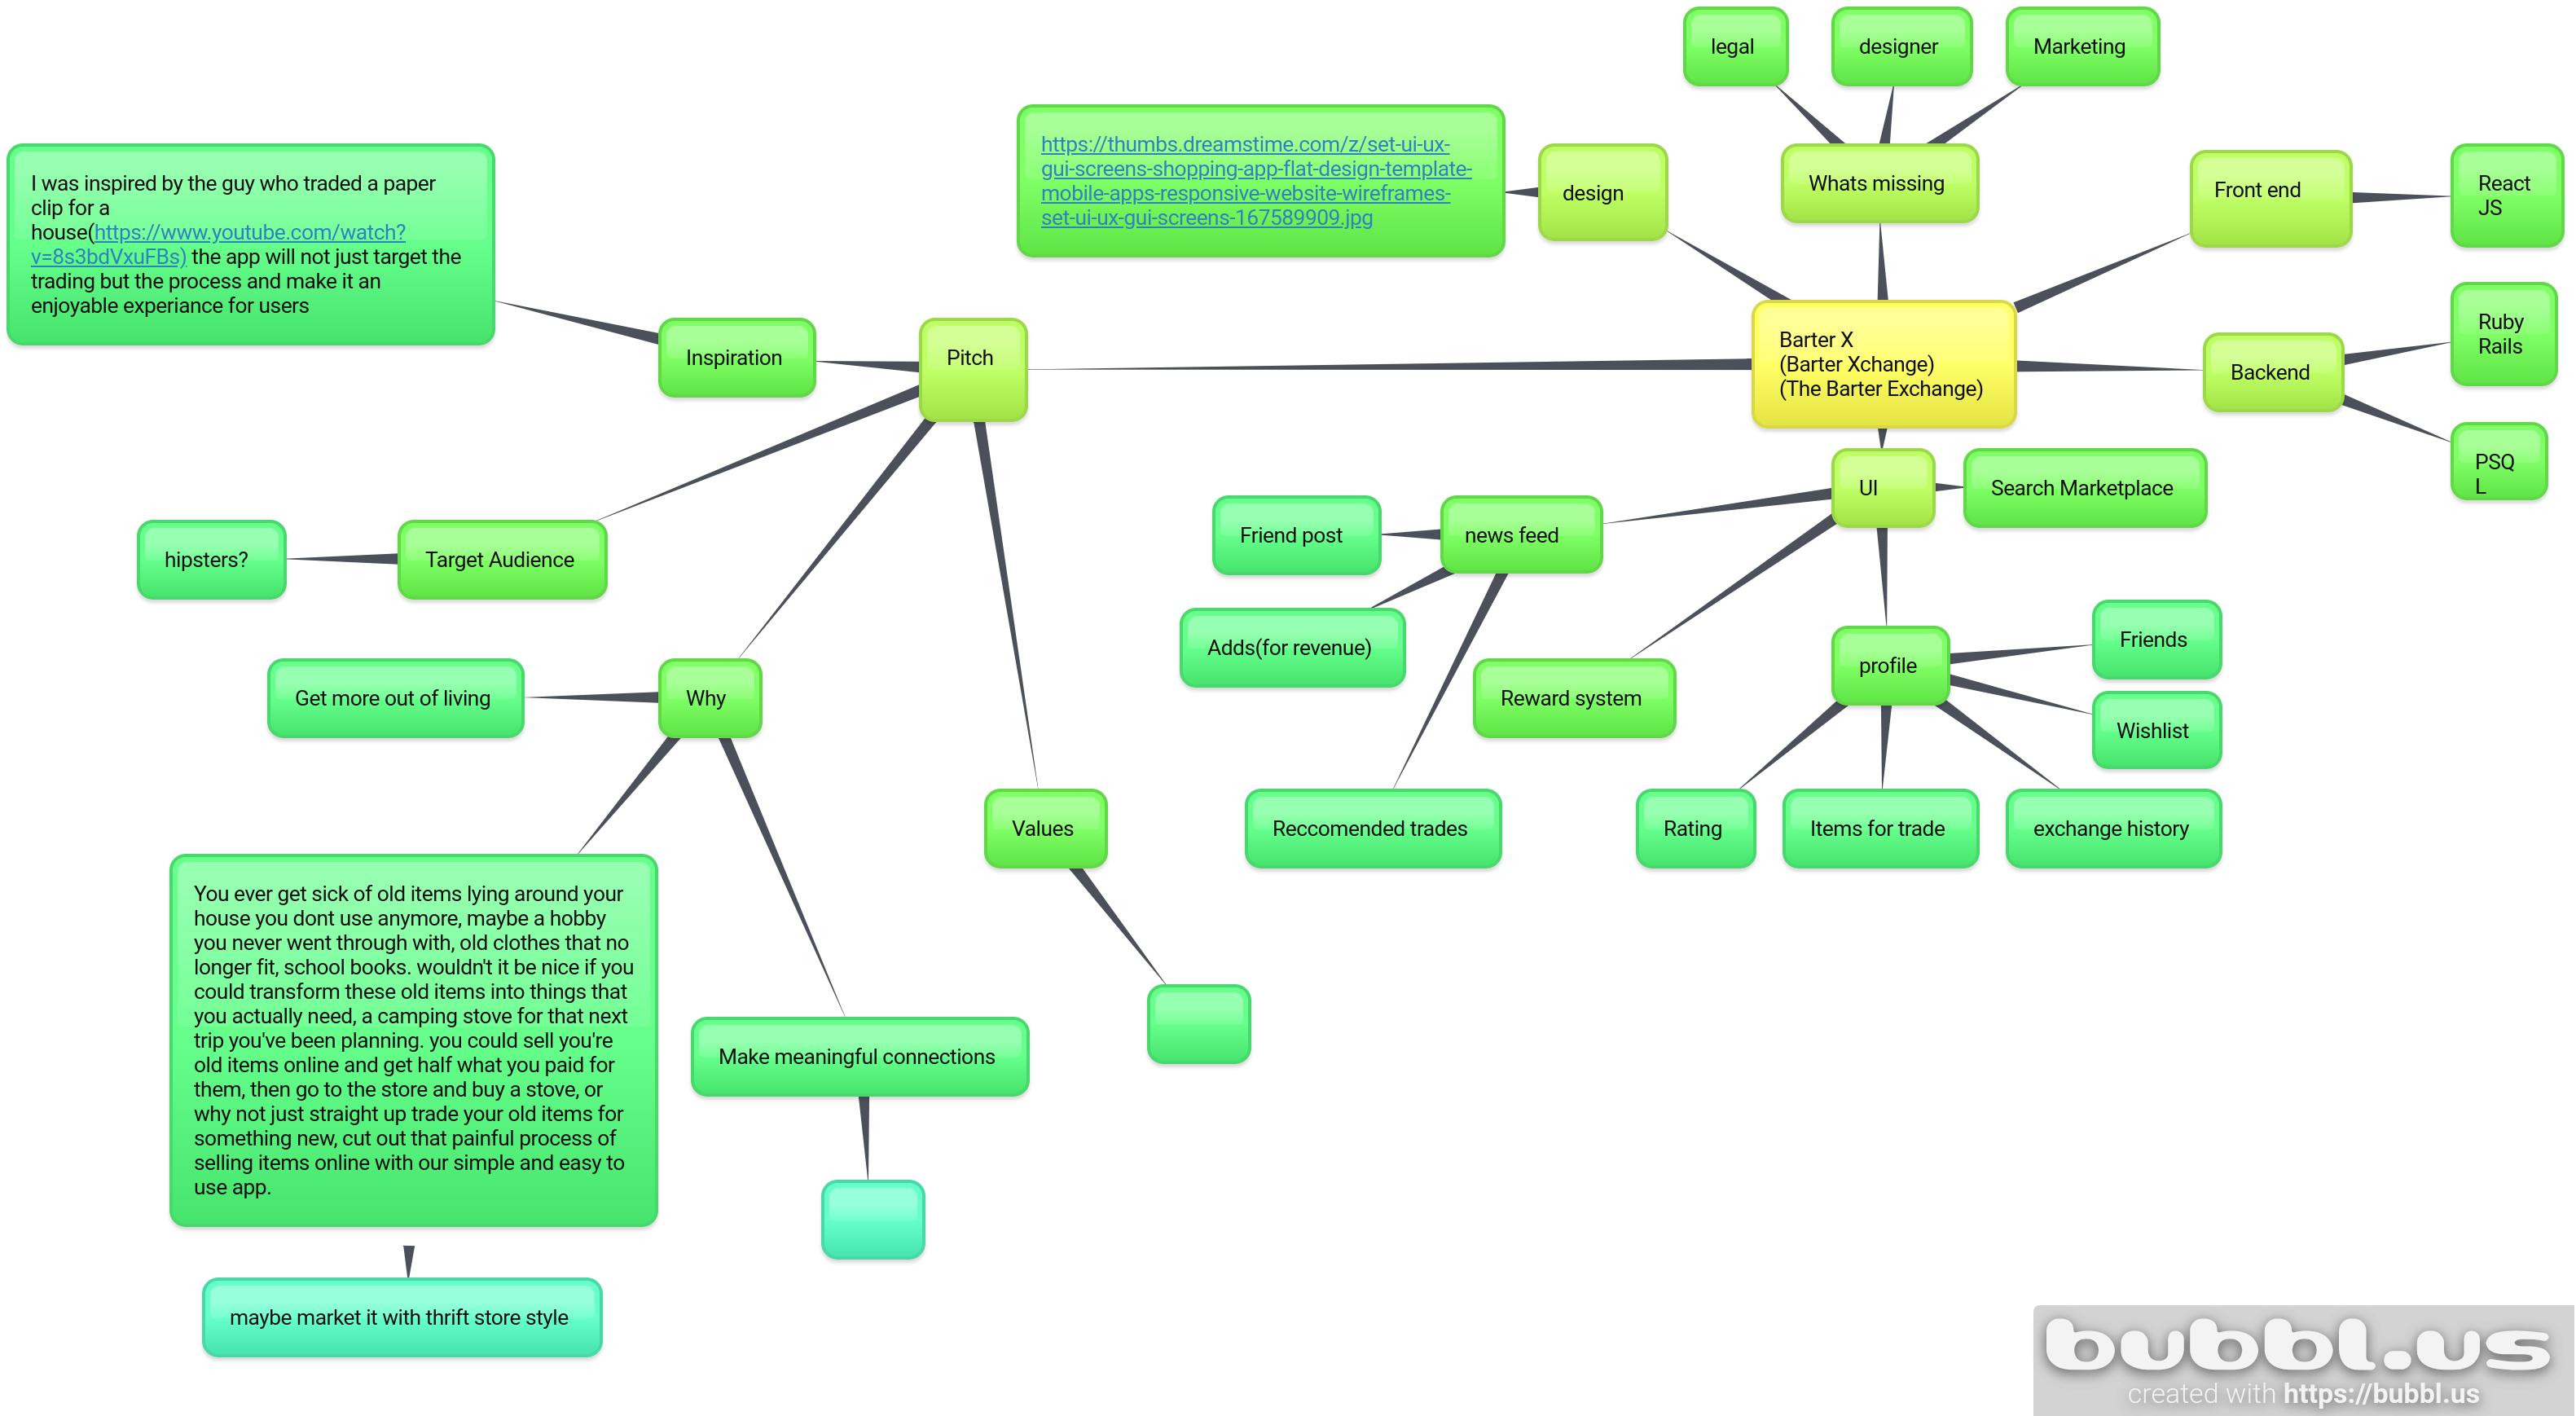 legal
designer
Marketing
https://thumbs.dreamstime.com/z/set-ui-ux-
gui-screens-shopping-app-flat-design-template-
mobile-apps-responsive-website-wireframes-
set-ui-ux-gui-screens-167589909.jpg
design
Whats missing
Front end
React
JS
I was inspired by the guy who traded a paper
clip for a
house(https://www.youtube.com/watch?
v=8s3bdVxuFBs) the app will not just target the
trading but the process and make it an
enjoyable experiance for users
Inspiration
Pitch
Barter X
(Barter Xchange)
(The Barter Exchange)
Backend
Ruby
Rails
PSQ
L
UI
Search Marketplace
news feed
Friend post
Adds(for revenue)
Reward system
Reccomended trades
profile
Friends
Wishlist
Rating
Items for trade
exchange history
hipsters?
Target Audience
Get more out of living
Why
Values
You ever get sick of old items lying around your
house you dont use anymore, maybe a hobby
you never went through with, old clothes that no
longer fit, school books. wouldn't it be nice if you
could transform these old items into things that
you actually need, a camping stove for that next
trip you've been planning. you could sell you're
old items online and get half what you paid for
them, then go to the store and buy a stove, or
why not just straight up trade your old items for
something new, cut out that painful process of
selling items online with our simple and easy to
use app.
Make meaningful connections
maybe market it with thrift store style
bubbl.us
created with https://bubbl.us